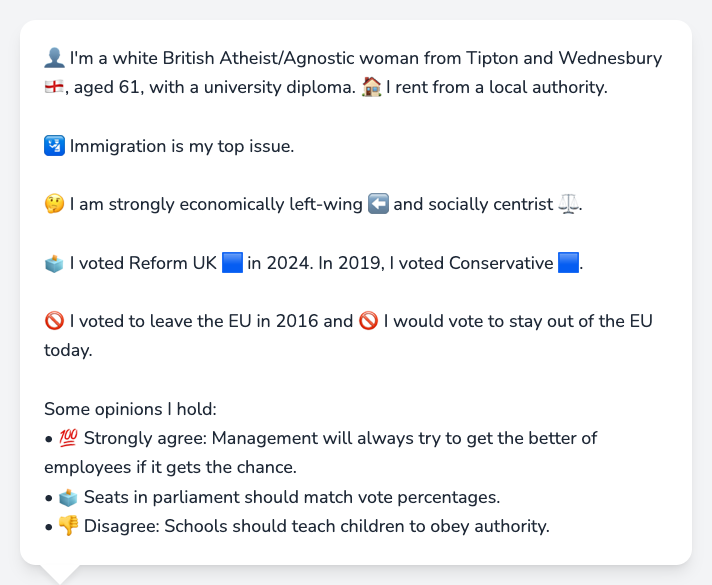 👤 I'm a white British Atheist/Agnostic woman from Tipton and Wednesbury
🏴󠁧󠁢󠁥󠁮󠁧󠁿, aged 61, with a university diploma. 🏠 I rent from a local authority.
🛂 Immigration is my top issue.
🤔 I am strongly economically left-wing ⬅️ and socially centrist ⚖️.
🗳️ I voted Reform UK 🟦 in 2024. In 2019, I voted Conservative 🟦.
🚫 I voted to leave the EU in 2016 and 🚫 I would vote to stay out of the EU
today.
Some opinions I hold:
• 💯 Strongly agree: Management will always try to get the better of
employees if it gets the chance.
• 🗳️ Seats in parliament should match vote percentages.
• 👎 Disagree: Schools should teach children to obey authority.